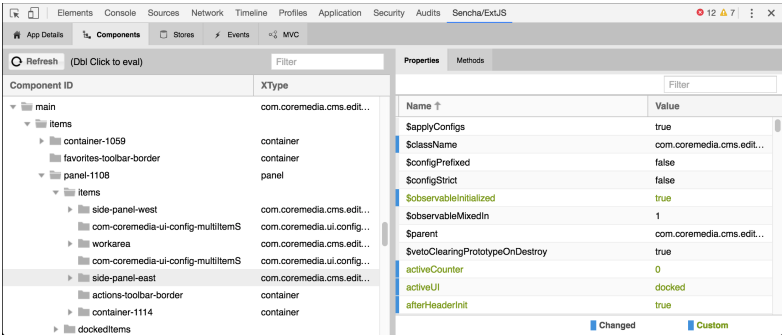 Elements Console Sources Network Timeline Profiles Application Security Audits Sencha/ExtJS 12 7
App Details Components Stores Events MVC
Refresh (Dbl Click to eval) Filter
Component ID XType
main com.coremedia.cms.edit...
items
container-1059 container
favorites-toolbar-border container
panel-1108 panel
items
side-panel-west com.coremedia.cms.edit...
com-coremedia-ui-config-multiItemS com.coremedia.ui.config...
workarea com.coremedia.cms.edit...
com-coremedia-ui-config-multiItemS com.coremedia.ui.config...
side-panel-east com.coremedia.cms.edit...
actions-toolbar-border container
container-1114 container
dockedItems
Properties Methods
Filter
Name Value
$applyConfigs true
$className com.coremedia.cms.edit...
$configPrefixed false
$configStrict false
$observableInitialized true
$observableMixedIn 1
$parent com.coremedia.cms.edit...
$vetoClearingPrototypeOnDestroy true
activeCounter 0
activeUI docked
afterHeaderInit true
Changed Custom